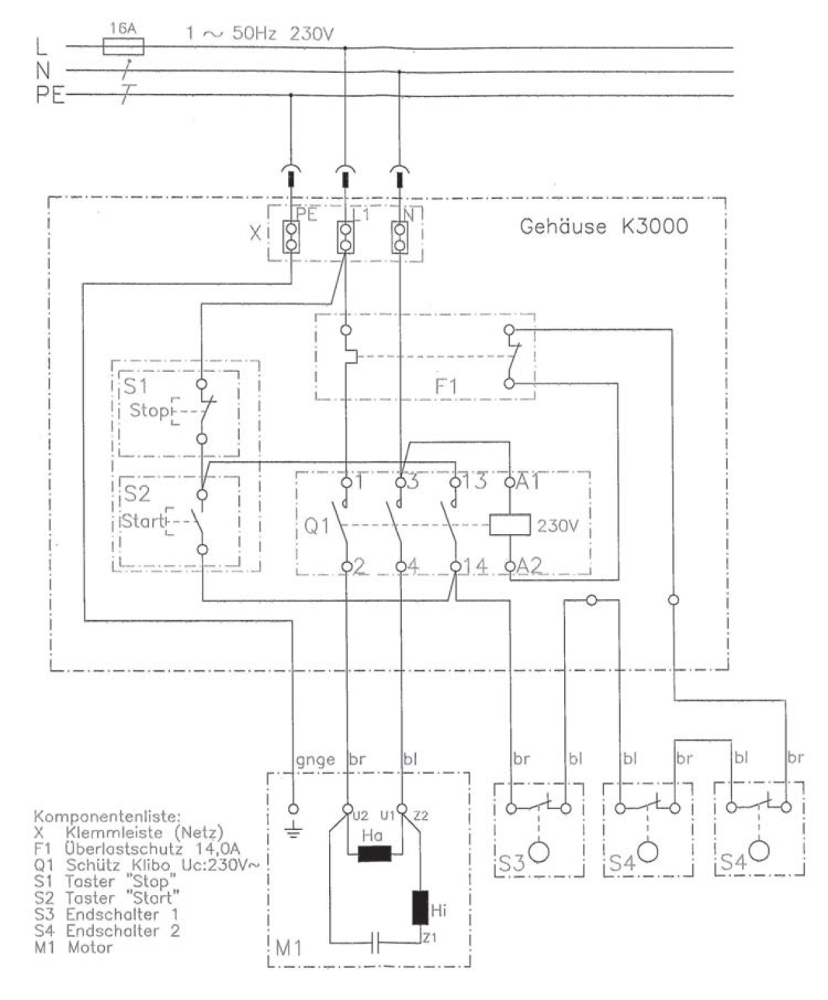 16A
1 ~ 50Hz 230V
L
N
PE
PE L1 N
X
Gehäuse K3000
F1
S1
Stop
S2
Start
1 3 13 A1
Q1
230V
2 4 14 A2
gnge br bl br bl bl br bl br
U2 U1 Z2
Ha
S3 S4 S4
Hi
Z1
M1
Komponentenliste:
X Klemmleiste (Netz)
F1 Überlastschutz 14,0A
Q1 Schütz Klibo Uc:230V~
S1 Taster "Stop"
S2 Taster "Start"
S3 Endschalter 1
S4 Endschalter 2
M1 Motor